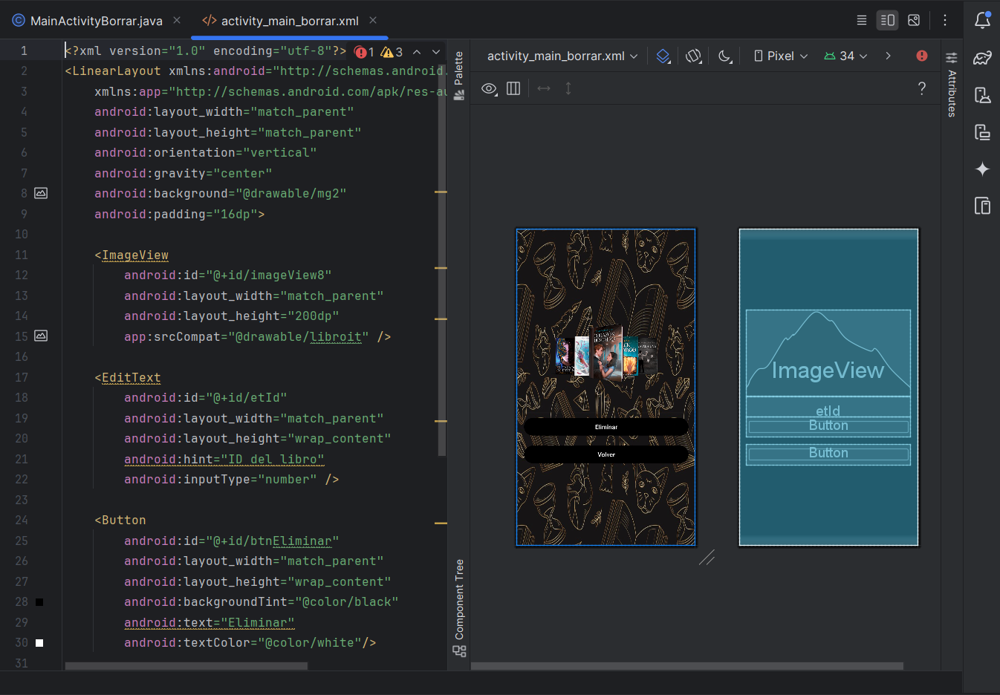 MainActivityBorrar.java
activity_main_borrar.xml
1 <?xml version="1.0" encoding="utf-8"?> 1 3
2 <LinearLayout xmlns:android="http://schemas.android.
3 xmlns:app="http://schemas.android.com/apk/res-au
4 android:layout_width="match_parent"
5 android:layout_height="match_parent"
6 android:orientation="vertical"
7 android:gravity="center"
8 android:background="@drawable/mg2"
9 android:padding="16dp">
10
11 <ImageView
12 android:id="@+id/imageView8"
13 android:layout_width="match_parent"
14 android:layout_height="200dp"
15 app:srcCompat="@drawable/libroit" />
16
17 <EditText
18 android:id="@+id/etId"
19 android:layout_width="match_parent"
20 android:layout_height="wrap_content"
21 android:hint="ID del libro"
22 android:inputType="number" />
23
24 <Button
25 android:id="@+id/btnEliminar"
26 android:layout_width="match_parent"
27 android:layout_height="wrap_content"
28 android:backgroundTint="@color/black"
29 android:text="Eliminar"
30 android:textColor="@color/white"/>
31
Palette
Component Tree
activity_main_borrar.xml
Pixel
34
?
Attributes
Eliminar
Volver
ImageView
etId
Button
Button